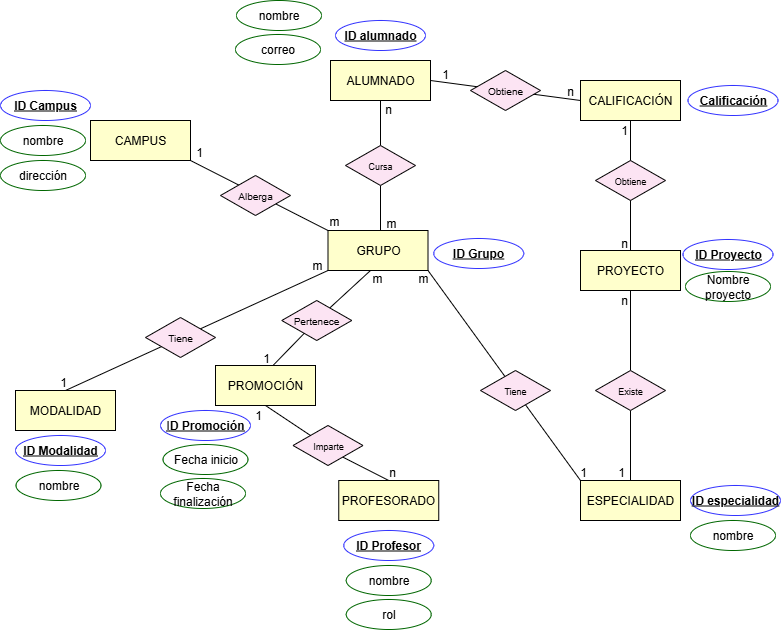 nombre
correo
ID alumnado
ALUMNADO
1
Obtiene
n
CALIFICACIÓN
Calificación
n
1
ID Campus
nombre
dirección
CAMPUS
1
Alberga
m
Cursa
m
Obtiene
n
GRUPO
ID Grupo
m
m
m
PROYECTO
ID Proyecto
Nombre
proyecto
n
Tiene
Pertenece
1
1
MODALIDAD
ID Modalidad
nombre
PROMOCIÓN
1
ID Promoción
Fecha inicio
Fecha
finalización
Imparte
n
PROFESORADO
ID Profesor
nombre
rol
Tiene
1
Existe
1
ESPECIALIDAD
ID especialidad
nombre